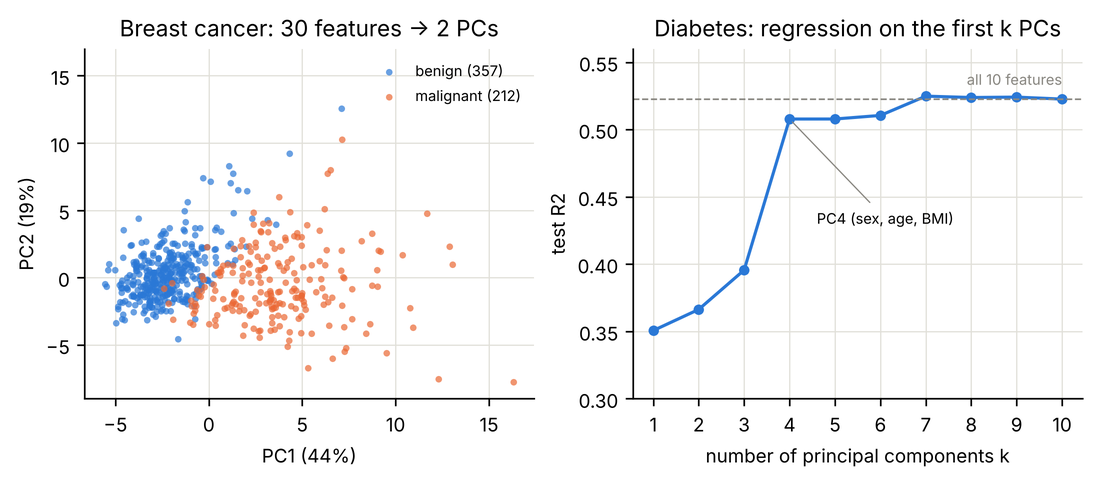 Breast cancer: 30 features → 2 PCs
benign (357)
malignant (212)
15
10
5
0
−5
PC2 (19%)
−5
0
5
10
15
PC1 (44%)
Diabetes: regression on the first k PCs
all 10 features
PC4 (sex, age, BMI)
0.55
0.50
0.45
0.40
0.35
0.30
test R2
1
2
3
4
5
6
7
8
9
10
number of principal components k